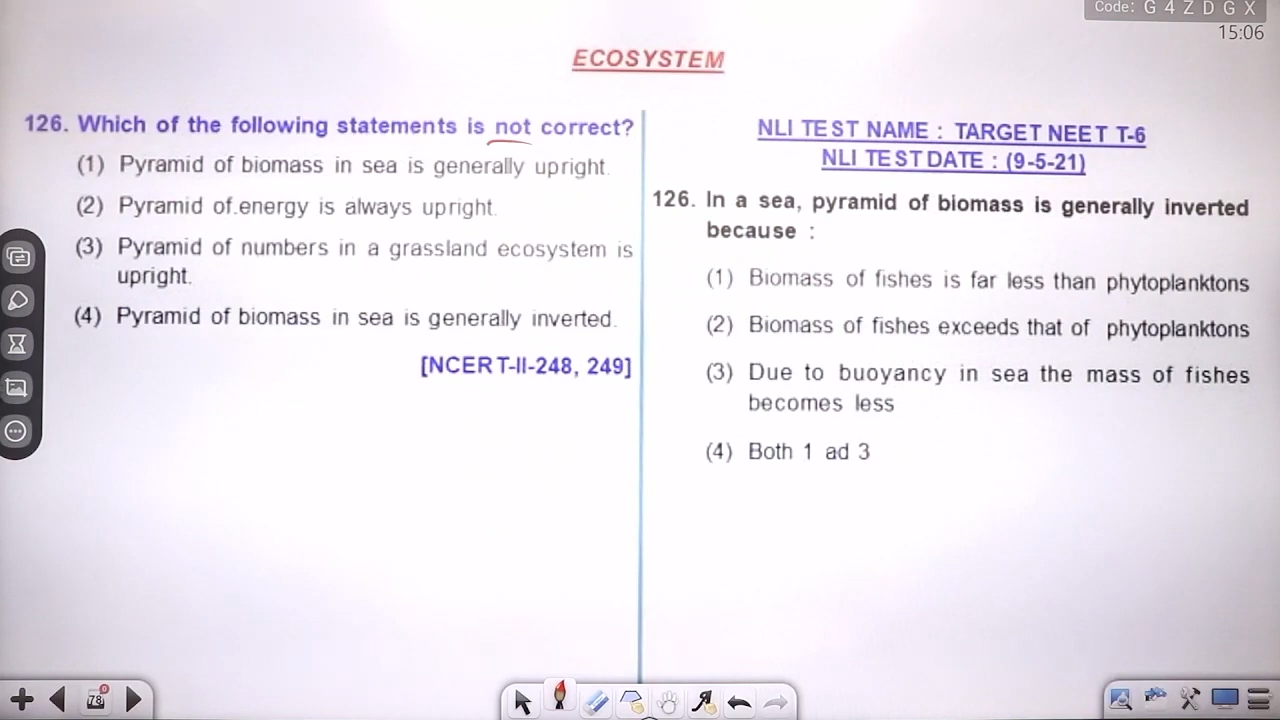 Code: G 4 Z D G X
15:06
ECOSYSTEM
126. Which of the following statements is not correct?
(1) Pyramid of biomass in sea is generally upright.
(2) Pyramid of.energy is always upright.
(3) Pyramid of numbers in a grassland ecosystem is
upright.
(4) Pyramid of biomass in sea is generally inverted.
[NCERT-II-248, 249]
NLI TEST NAME : TARGET NEET T-6
NLI TEST DATE : (9-5-21)
126. In a sea, pyramid of biomass is generally inverted
because :
(1) Biomass of fishes is far less than phytoplanktons
(2) Biomass of fishes exceeds that of phytoplanktons
(3) Due to buoyancy in sea the mass of fishes
becomes less
(4) Both 1 ad 3
78
0